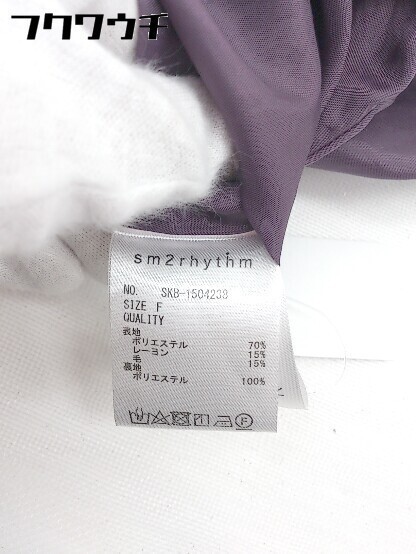 フクワウチ
sm2rhythm
NO. SKB-1504238
SIZE F
QUALITY
表地
ポリエステル 70%
レーヨン 15%
毛 15%
裏地
ポリエステル 100%